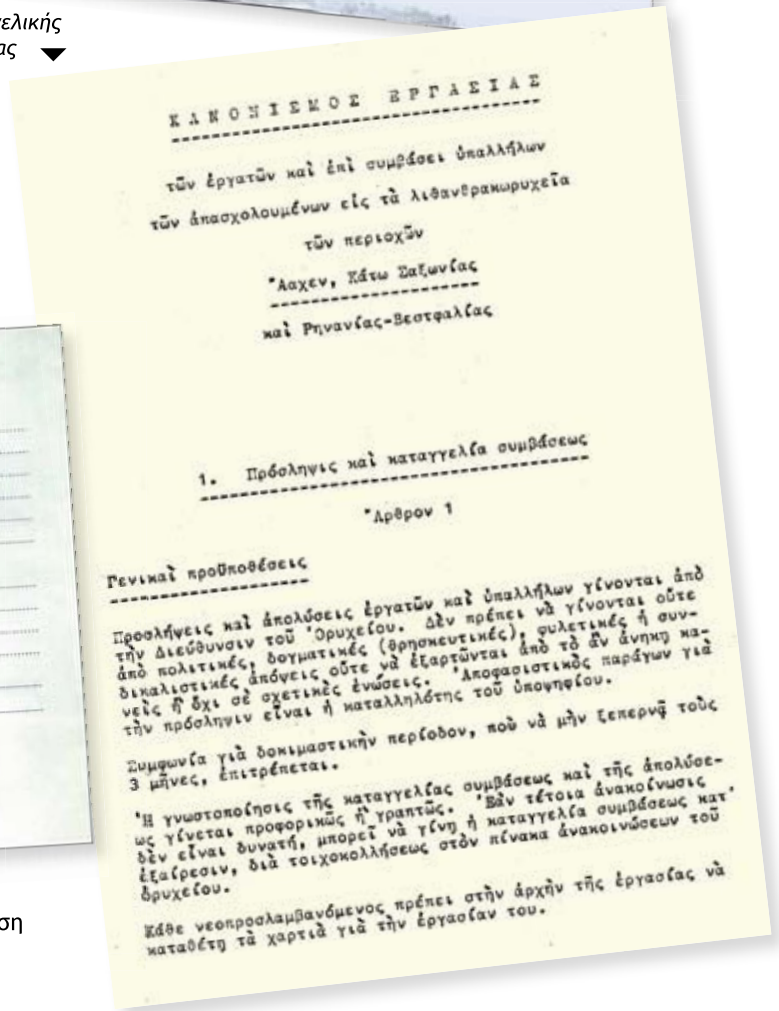 ελικής
ας
ΚΑΝΟΝΙΣΜΟΣ ΕΡΓΑΣΙΑΣ
τῶν ἐργατῶν καὶ ἐπὶ συμβάσει ὑπαλλήλων
τῶν ἀπασχολουμένων εἰς τὰ λιθανθρακωρυχεῖα
τῶν περιοχῶν
Ἄαχεν, Κάτω Σαξωνίας
καὶ Ρηνανίας-Βεστφαλίας
1. Πρόσληψις καὶ καταγγελία συμβάσεως
Ἄρθρον 1
Γενικαὶ προϋποθέσεις
Προσλήψεις καὶ ἀπολύσεις ἐργατῶν καὶ ὑπαλλήλων γίνονται ἀπὸ
τὴν Διεύθυνσιν τοῦ Ὀρυχείου. Δὲν πρέπει νὰ γίνονται οὔτε
ἀπὸ πολιτικές, δογματικές (θρησκευτικές), φυλετικές ἤ συν-
δικαλιστικές ἀπόψεις οὔτε νὰ ἐξαρτῶνται ἀπὸ τὸ ἄν ἀνήκῃ κα-
νεὶς ἤ ὄχι σὲ σχετικὲς ἑνώσεις. Ἀποφασιστικὸς παράγων γιὰ
τὴν πρόσληψιν εἶναι ἡ καταλληλότης τοῦ ὑποψηφίου.
Συμφωνία γιὰ δοκιμαστικὴν περίοδον, ποὺ νὰ μὴν ξεπερνᾷ τοὺς
3 μῆνες, ἐπιτρέπεται.
Ἡ γνωστοποίησις τῆς καταγγελίας συμβάσεως καὶ τῆς ἀπολύσε-
ως γίνεται προφορικῶς ἤ γραπτῶς. Ἐὰν τέτοια ἀνακοίνωσις
δὲν εἶναι δυνατή, μπορεῖ νὰ γίνῃ ἡ καταγγελία συμβάσεως κατ'
ἐξαίρεσιν, διὰ τοιχοκολλήσεως στὸν πίνακα ἀνακοινώσεων τοῦ
ὀρυχείου.
Κάθε νεοπροσλαμβανόμενος πρέπει στὴν ἀρχὴν τῆς ἐργασίας νὰ
καταθέτῃ τὰ χαρτιὰ γιὰ τὴν ἐργασίαν του.
ση